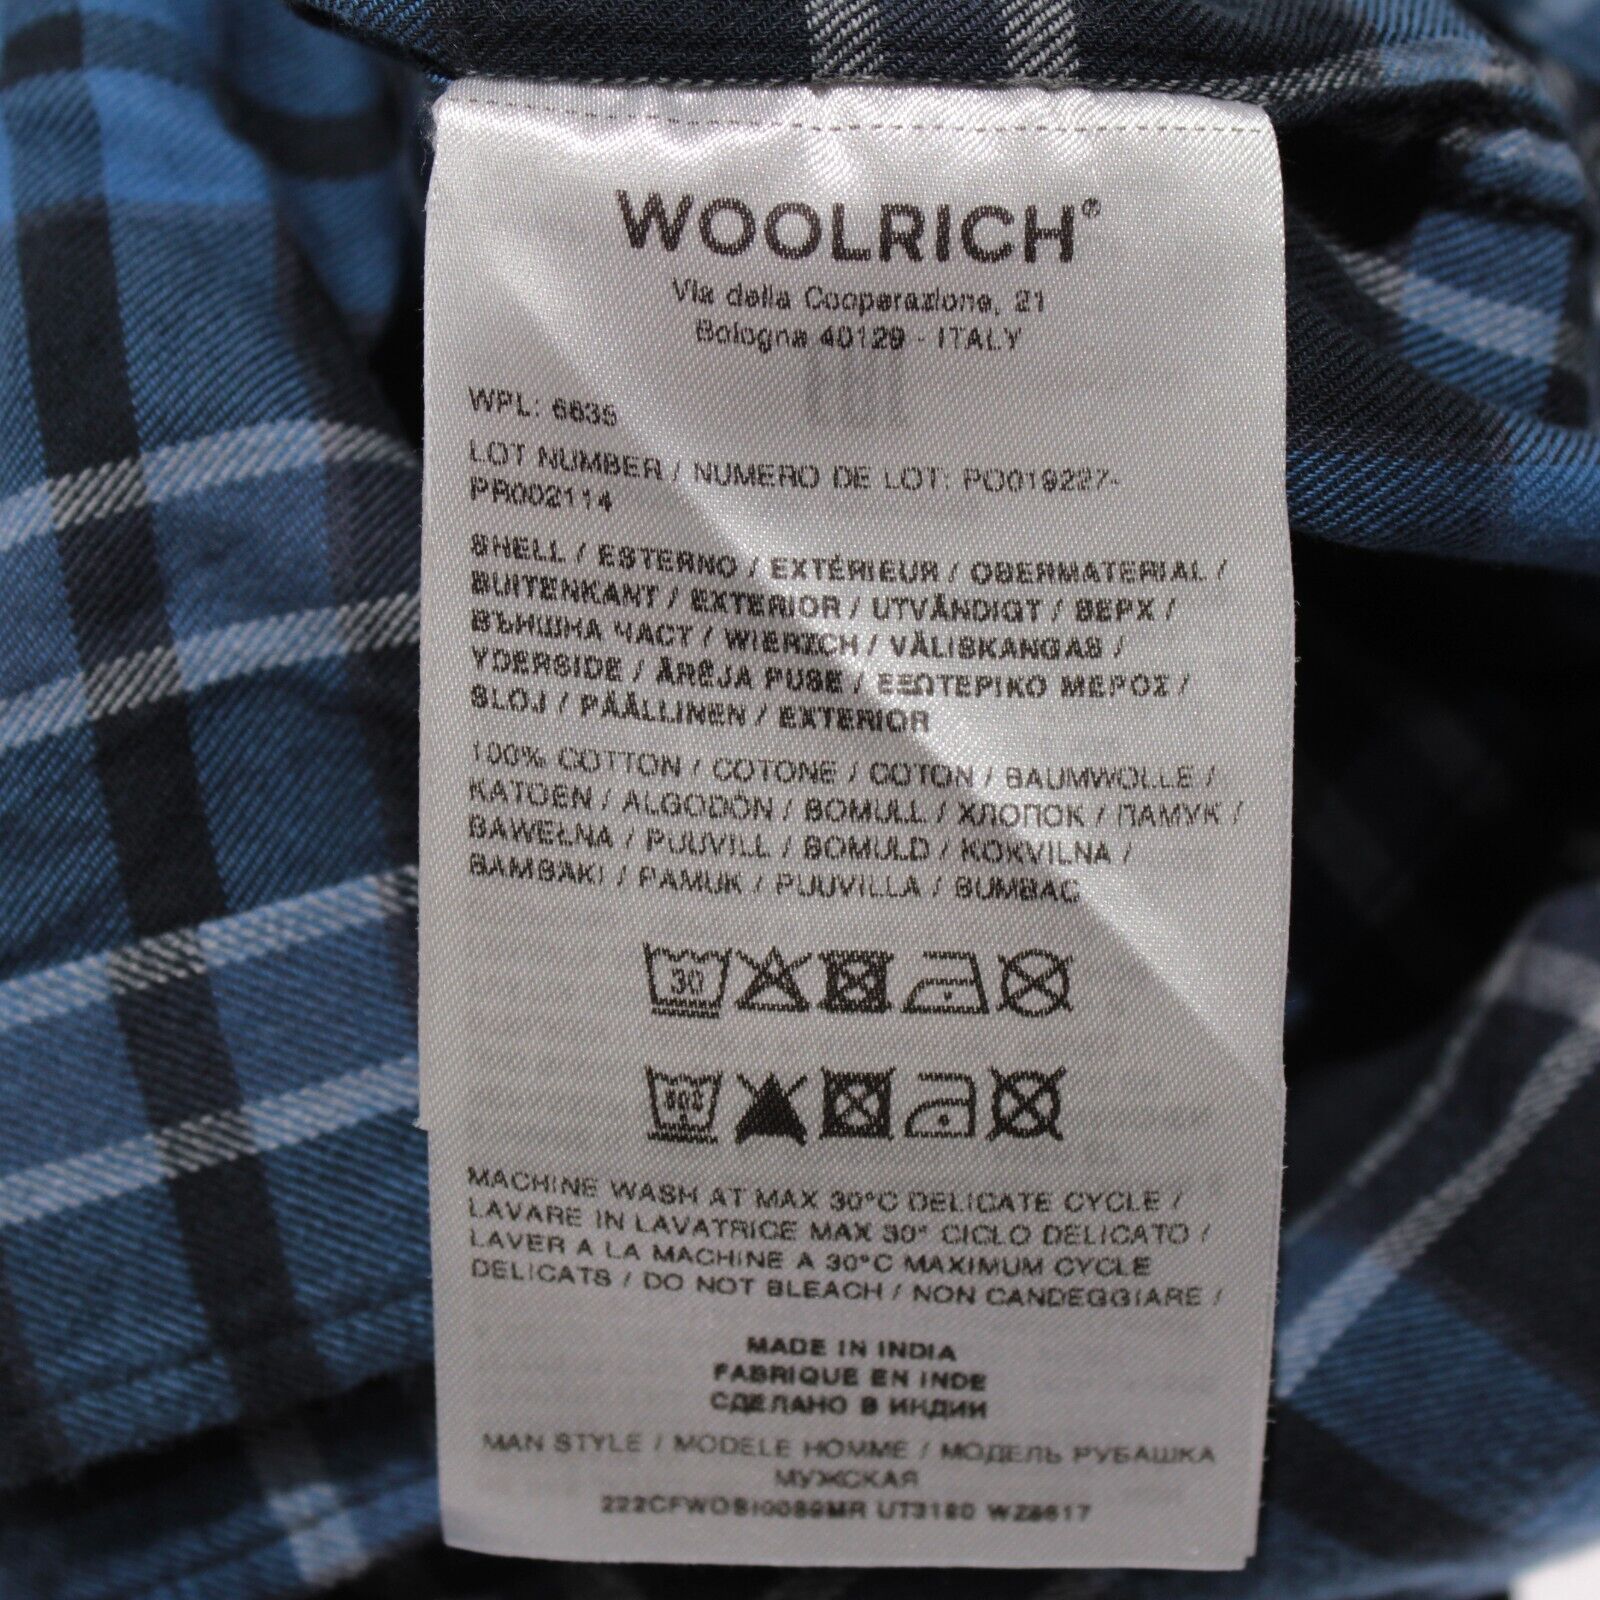 WOOLRICH®
Via della Cooperazione, 21
Bologna 40129 - ITALY
WPL: 6635
LOT NUMBER / NUMERO DE LOT: PO019227-
PR002114
SHELL / ESTERNO / EXTÉRIEUR / OBERMATERIAL /
BUITENKANT / EXTERIOR / UTVÄNDIGT / ВЕРХ /
ВЪНШНА ЧАСТ / WIERZCH / VÄLISKANGAS /
YDERSIDE / ĀRĒJA PUSE / ΕΞΩΤΕΡΙΚΟ ΜΕΡΟΣ /
SLOJ / PÄÄLLINEN / EXTERIOR
100% COTTON / COTONE / COTON / BAUMWOLLE /
KATOEN / ALGODÓN / BOMULL / ХЛОПОК / ПАМУК /
BAWEŁNA / PUUVILL / BOMULD / KOKVILNA /
ΒΑΜΒΆΚΙ / PAMUK / PUUVILLA / BUMBAC
30
MACHINE WASH AT MAX 30°C DELICATE CYCLE /
LAVARE IN LAVATRICE MAX 30° CICLO DELICATO /
LAVER A LA MACHINE A 30°C MAXIMUM CYCLE
DELICATS / DO NOT BLEACH / NON CANDEGGIARE /
MADE IN INDIA
FABRIQUE EN INDE
СДЕЛАНО В ИНДИИ
MAN STYLE / MODELE HOMME / МОДЕЛЬ РУБАШКА
МУЖСКАЯ
UT3180